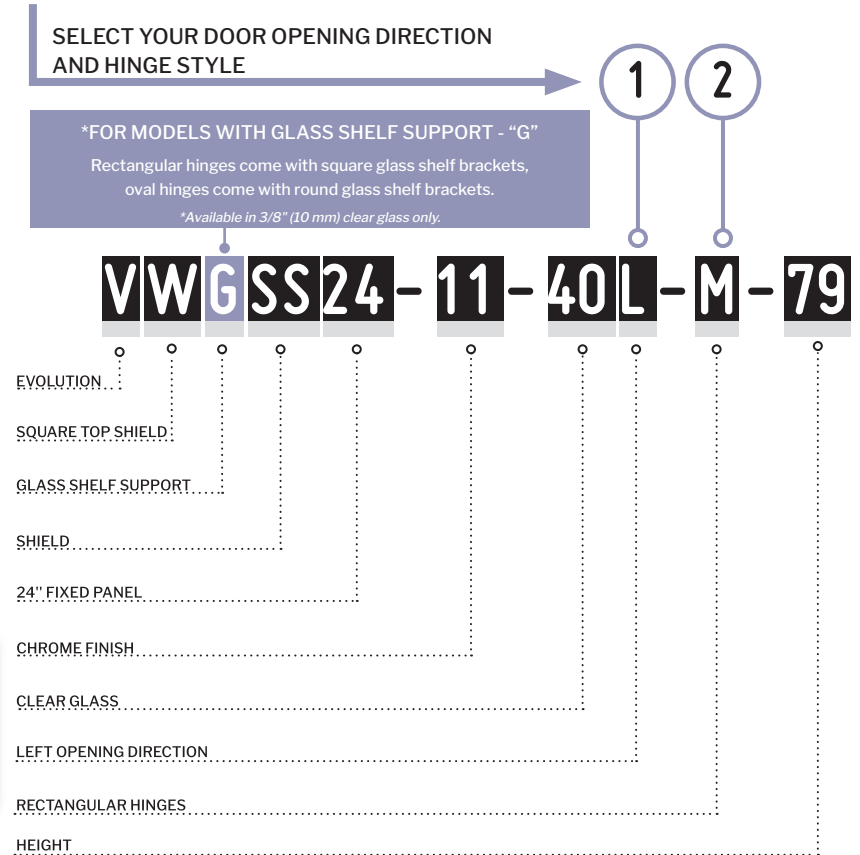 SELECT YOUR DOOR OPENING DIRECTION
AND HINGE STYLE
1 2
*FOR MODELS WITH GLASS SHELF SUPPORT - “G”
Rectangular hinges come with square glass shelf brackets,
oval hinges come with round glass shelf brackets.
*Available in 3/8" (10 mm) clear glass only.
VWGSS24-11-40L-M-79
EVOLUTION
SQUARE TOP SHIELD
GLASS SHELF SUPPORT
SHIELD
24'' FIXED PANEL
CHROME FINISH
CLEAR GLASS
LEFT OPENING DIRECTION
RECTANGULAR HINGES
HEIGHT